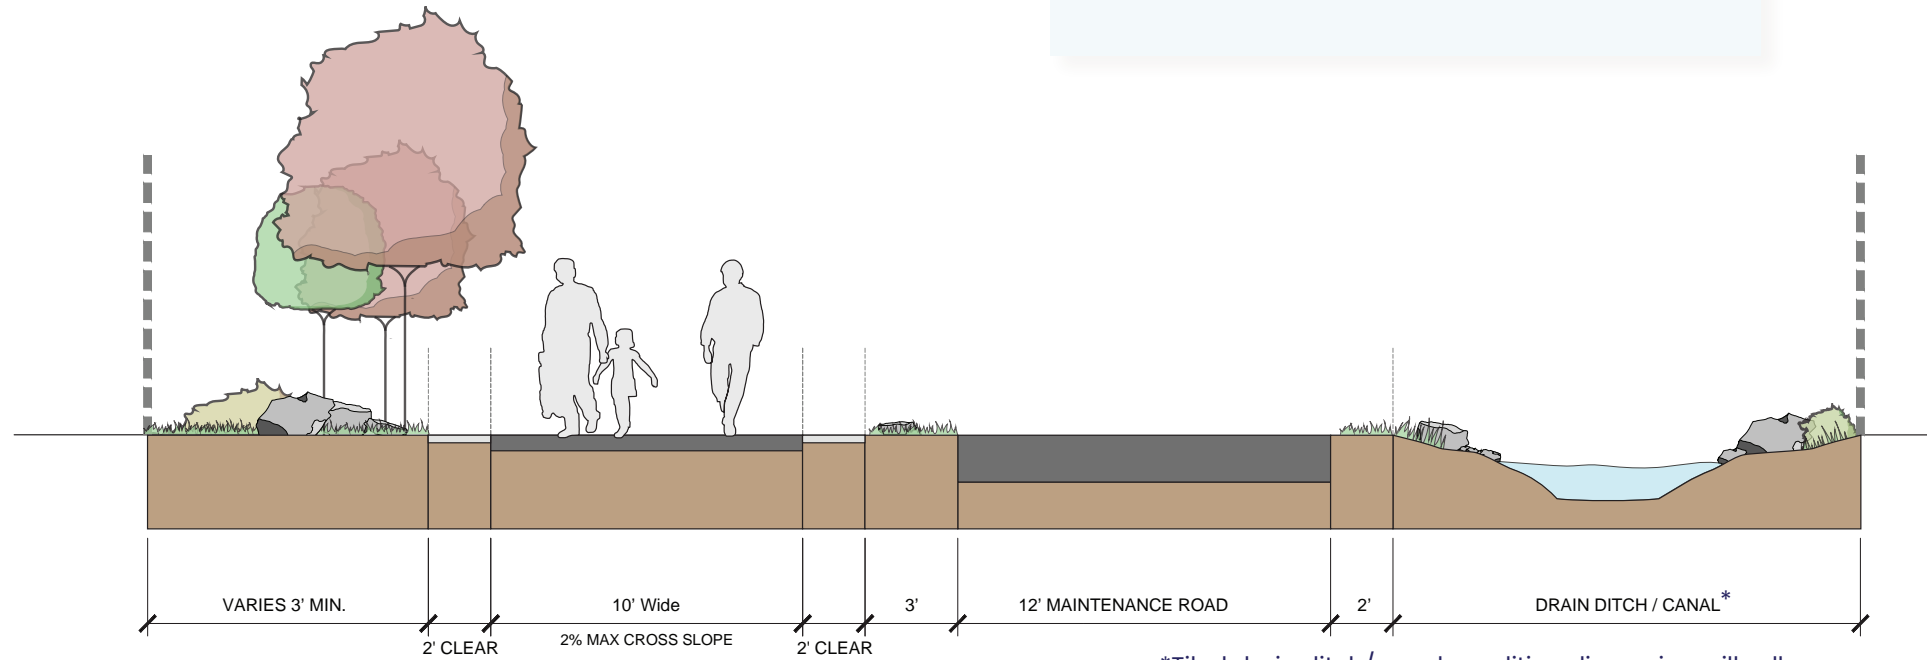 VARIES 3’ MIN.
10’ Wide
3’
12’ MAINTENANCE ROAD
2’
DRAIN DITCH / CANAL*
2’ CLEAR
2% MAX CROSS SLOPE
2’ CLEAR